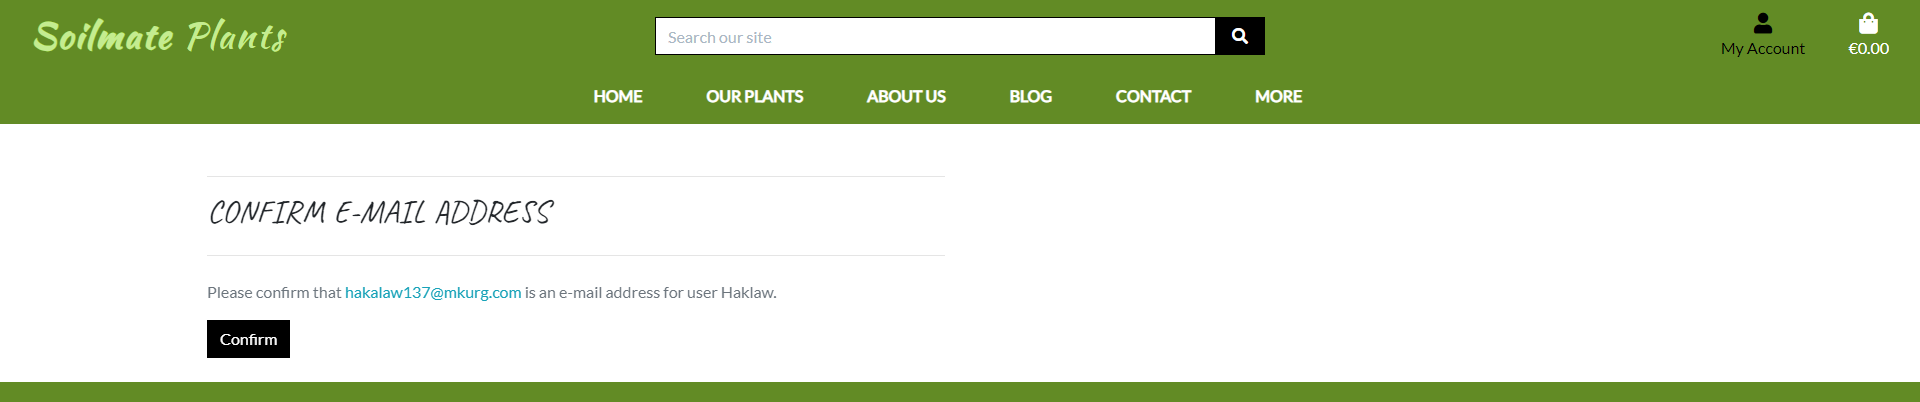 Soilmate Plants
Search our site
My Account
€0.00
HOME OUR PLANTS ABOUT US BLOG CONTACT MORE
CONFIRM E-MAIL ADDRESS
Please confirm that hakalaw137@mkurg.com is an e-mail address for user Haklaw.
Confirm